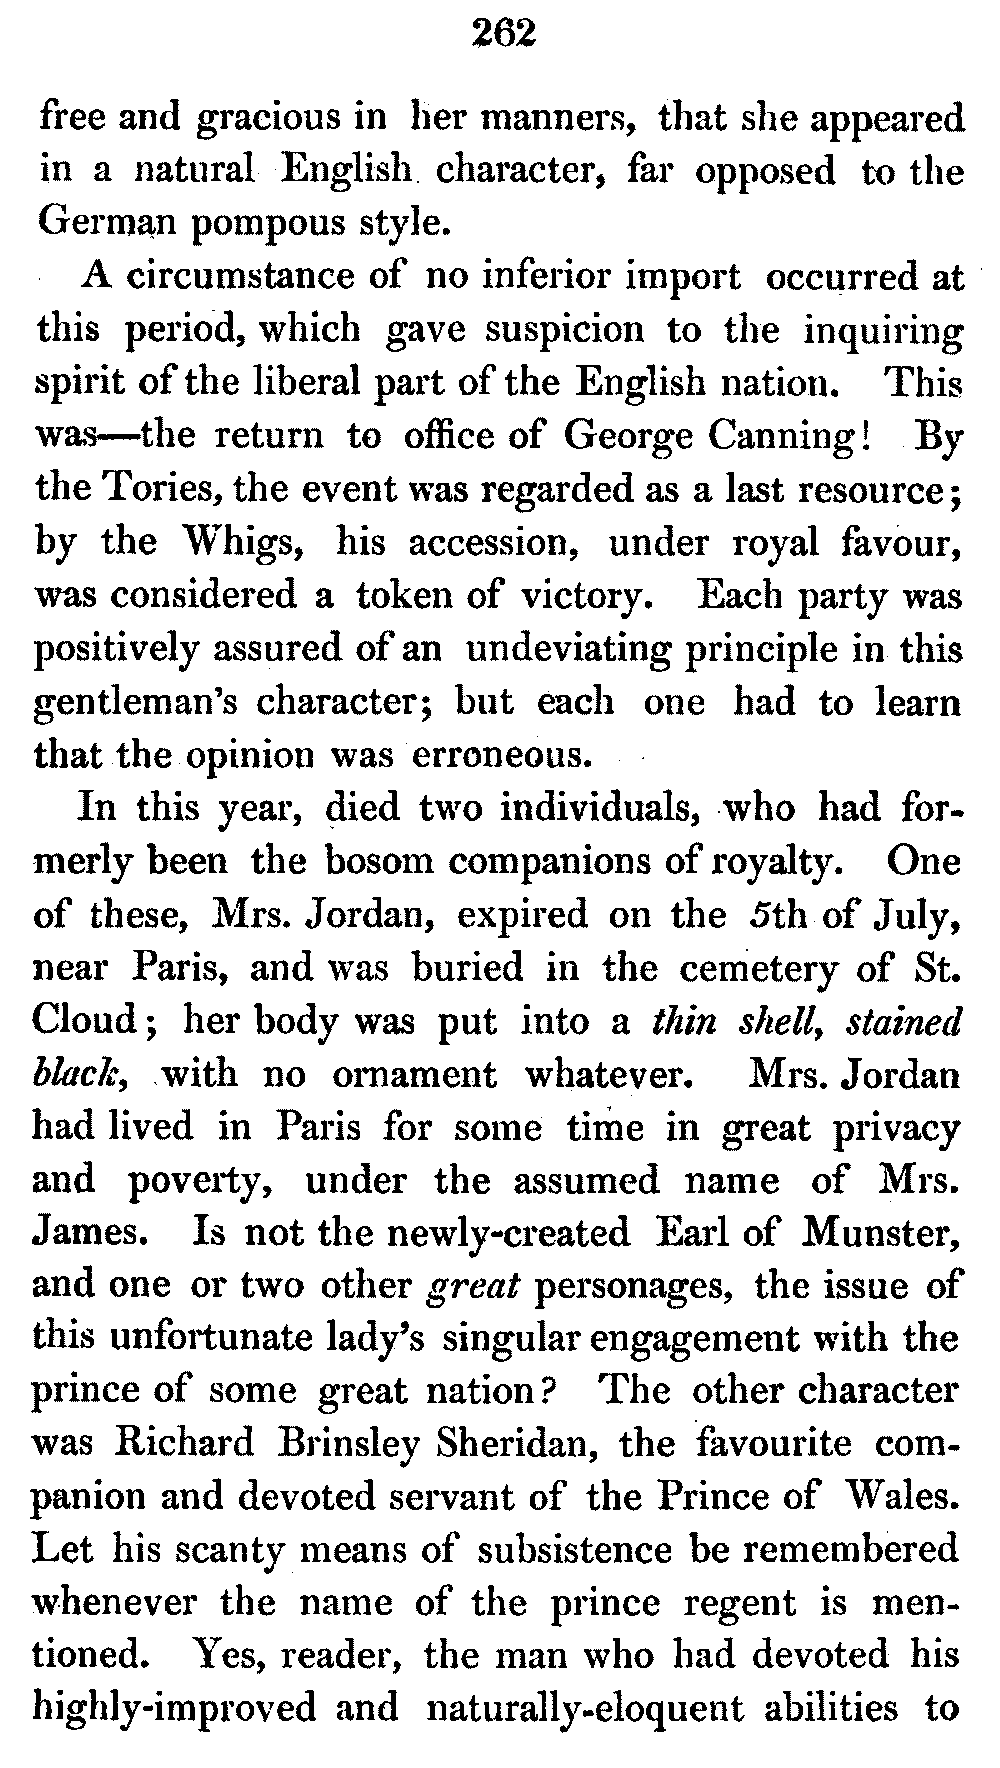 262
free and gracious in her manners, that she appeared
in a natural English character, far opposed to the
German pompous style.
A circumstance of no inferior import occurred at
this period, which gave suspicion to the inquiring
spirit of the liberal part of the English nation. This
was—the return to office of George Canning! By
the Tories, the event was regarded as a last resource;
by the Whigs, his accession, under royal favour,
was considered a token of victory. Each party was
positively assured of an undeviating principle in this
gentleman's character; but each one had to learn
that the opinion was erroneous.
In this year, died two individuals, who had for-
merly been the bosom companions of royalty. One
of these, Mrs. Jordan, expired on the 5th of July,
near Paris, and was buried in the cemetery of St.
Cloud; her body was put into a thin shell, stained
black, with no ornament whatever. Mrs. Jordan
had lived in Paris for some time in great privacy
and poverty, under the assumed name of Mrs.
James. Is not the newly-created Earl of Munster,
and one or two other great personages, the issue of
this unfortunate lady's singular engagement with the
prince of some great nation? The other character
was Richard Brinsley Sheridan, the favourite com-
panion and devoted servant of the Prince of Wales.
Let his scanty means of subsistence be remembered
whenever the name of the prince regent is men-
tioned. Yes, reader, the man who had devoted his
highly-improved and naturally-eloquent abilities to